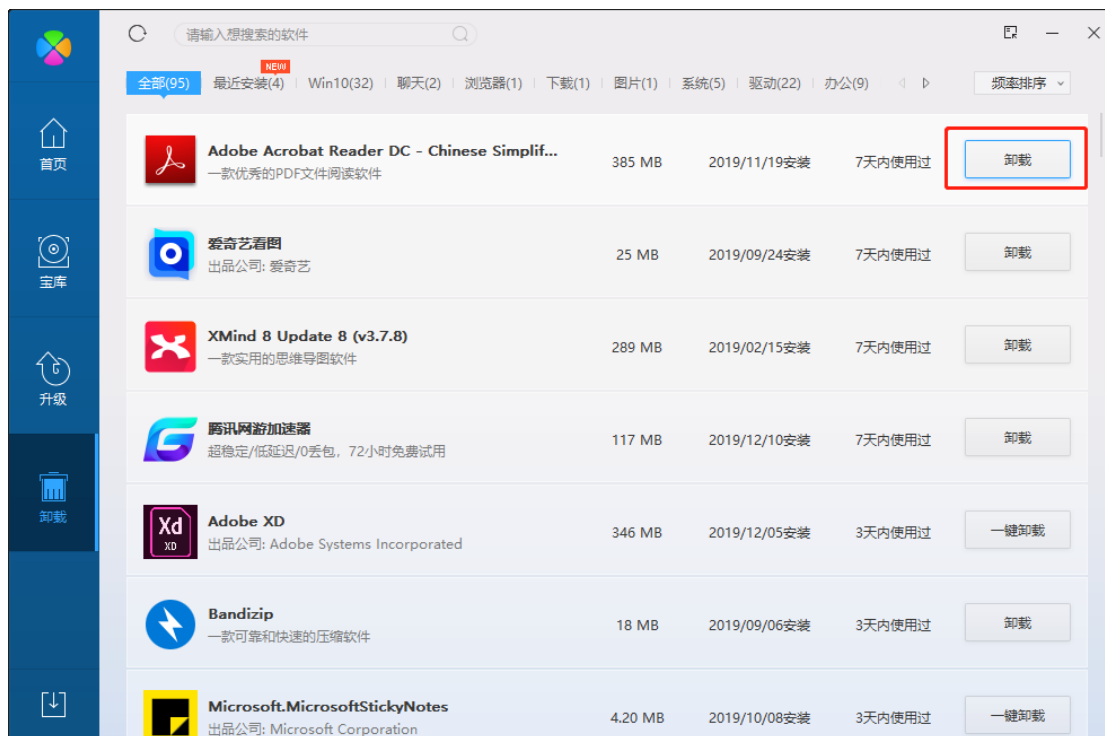 请输入想搜索的软件
NEW
全部(95) 最近安装(4) Win10(32) 聊天(2) 浏览器(1) 下载(1) 图片(1) 系统(5) 驱动(22) 办公(9) 频率排序
首页
宝库
升级
卸载
Adobe Acrobat Reader DC - Chinese Simplif...
一款优秀的PDF文件阅读软件
385 MB 2019/11/19安装 7天内使用过 卸载
爱奇艺看图
出品公司: 爱奇艺
25 MB 2019/09/24安装 7天内使用过 卸载
XMind 8 Update 8 (v3.7.8)
一款实用的思维导图软件
289 MB 2019/02/15安装 7天内使用过 卸载
腾讯网游加速器
超稳定/低延迟/0丢包，72小时免费试用
117 MB 2019/12/10安装 7天内使用过 卸载
Xd
XD
Adobe XD
出品公司: Adobe Systems Incorporated
346 MB 2019/12/05安装 3天内使用过 一键卸载
Bandizip
一款可靠和快速的压缩软件
18 MB 2019/09/06安装 3天内使用过 卸载
Microsoft.MicrosoftStickyNotes
出品公司: Microsoft Corporation
4.20 MB 2019/10/08安装 3天内使用过 一键卸载